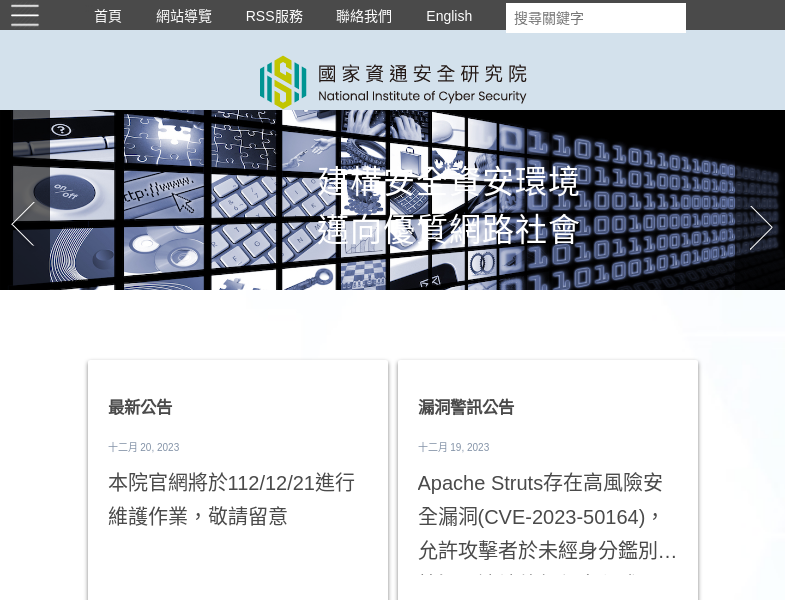 首頁 網站導覽 RSS服務 聯絡我們 English 搜尋關鍵字
國家資通安全研究院
National Institute of Cyber Security
建構安全資安環境
邁向優質網路社會
on/off
http://www.
最新公告
十二月 20, 2023
本院官網將於112/12/21進行
維護作業，敬請留意
漏洞警訊公告
十二月 19, 2023
Apache Struts存在高風險安
全漏洞(CVE-2023-50164)，
允許攻擊者於未經身分鑑別…